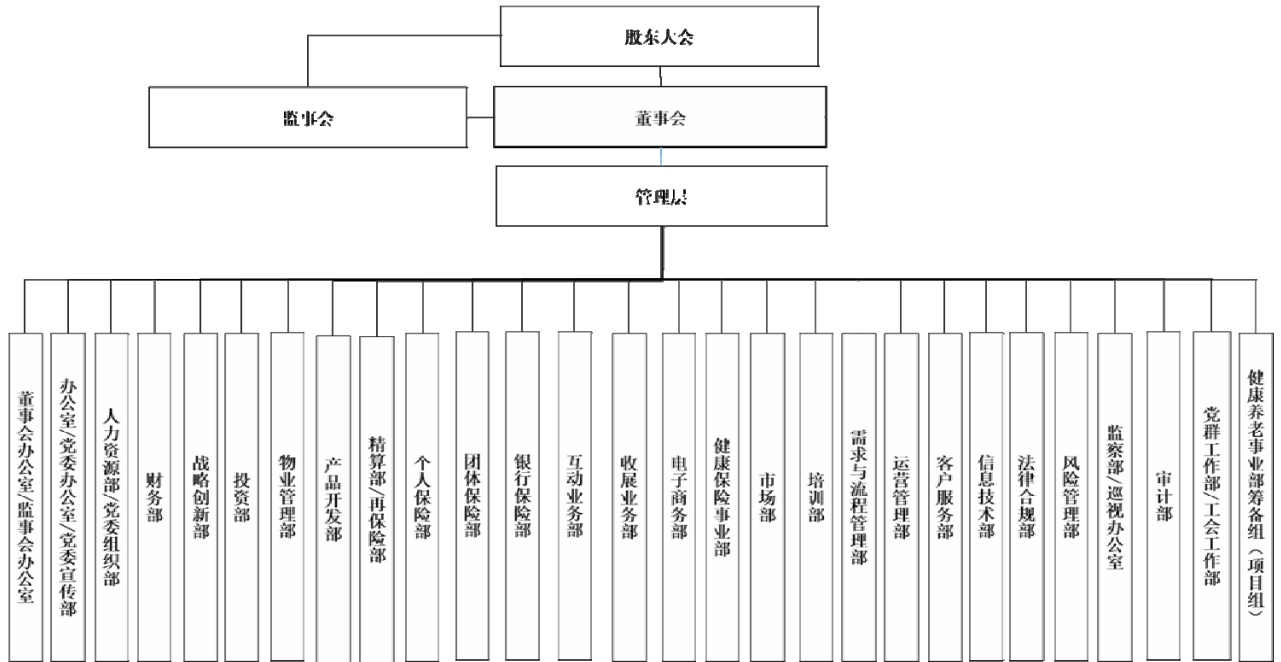 股东大会
监事会
董事会
管理层
董事会办公室/监事会办公室
办公室/党委办公室/党委宣传部
人力资源部/党委组织部
财务部
战略创新部
投资部
物业管理部
产品开发部
精算部/再保险部
个人保险部
团体保险部
银行保险部
互动业务部
收展业务部
电子商务部
健康保险事业部
市场部
培训部
需求与流程管理部
运营管理部
客户服务部
信息技术部
法律合规部
风险管理部
监察部/巡视办公室
审计部
党群工作部/工会工作部
健康养老事业部筹备组（项目组）